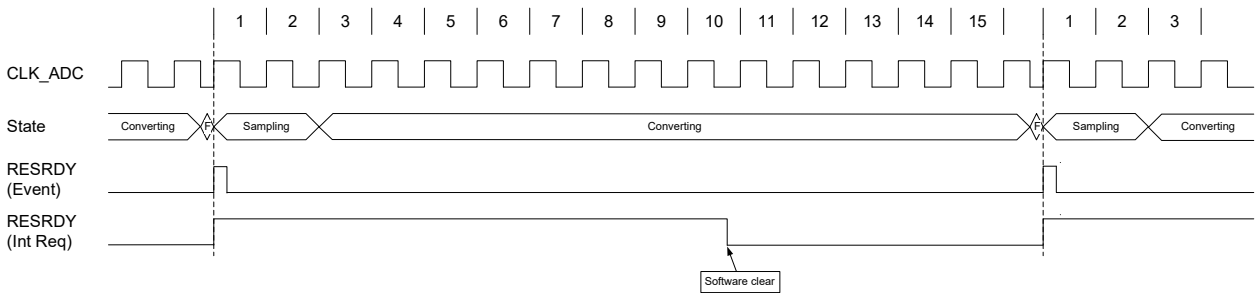 1 2 3 4 5 6 7 8 9 10 11 12 13 14 15 1 2 3
CLK_ADC
State Converting F Sampling Converting F Sampling Converting
RESRDY
(Event)
RESRDY
(Int Req)
Software clear